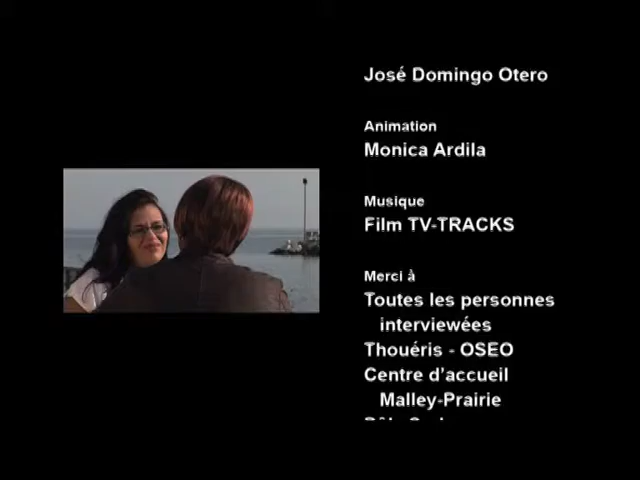 José Domingo Otero
Animation
Monica Ardila
Musique
Film TV-TRACKS
Merci à
Toutes les personnes
interviewées
Thouéris - OSEO
Centre d'accueil
Malley-Prairie